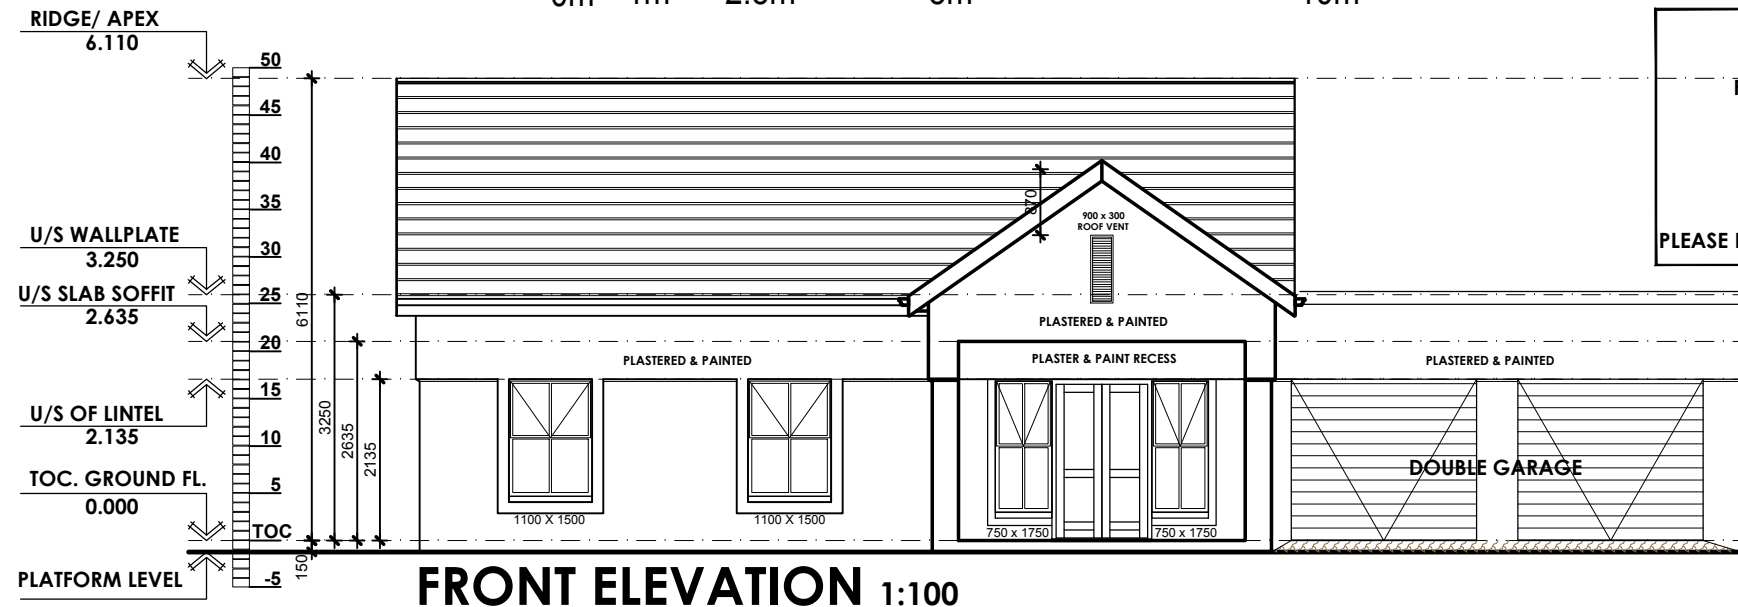 RIDGE/ APEX
6.110
50
45
40
35
870
900 x 300
ROOF VENT
U/S WALLPLATE
3.250
30
PLEASE
U/S SLAB SOFFIT
2.635
25
6110
PLASTERED & PAINTED
20
PLASTERED & PAINTED
PLASTER & PAINT RECESS
PLASTERED & PAINTED
15
U/S OF LINTEL
2.135
10
3250
2635
2135
TOC. GROUND FL.
0.000
5
DOUBLE GARAGE
1100 X 1500
1100 X 1500
TOC
750 x 1750
750 x 1750
PLATFORM LEVEL
-5
150
FRONT ELEVATION 1:100